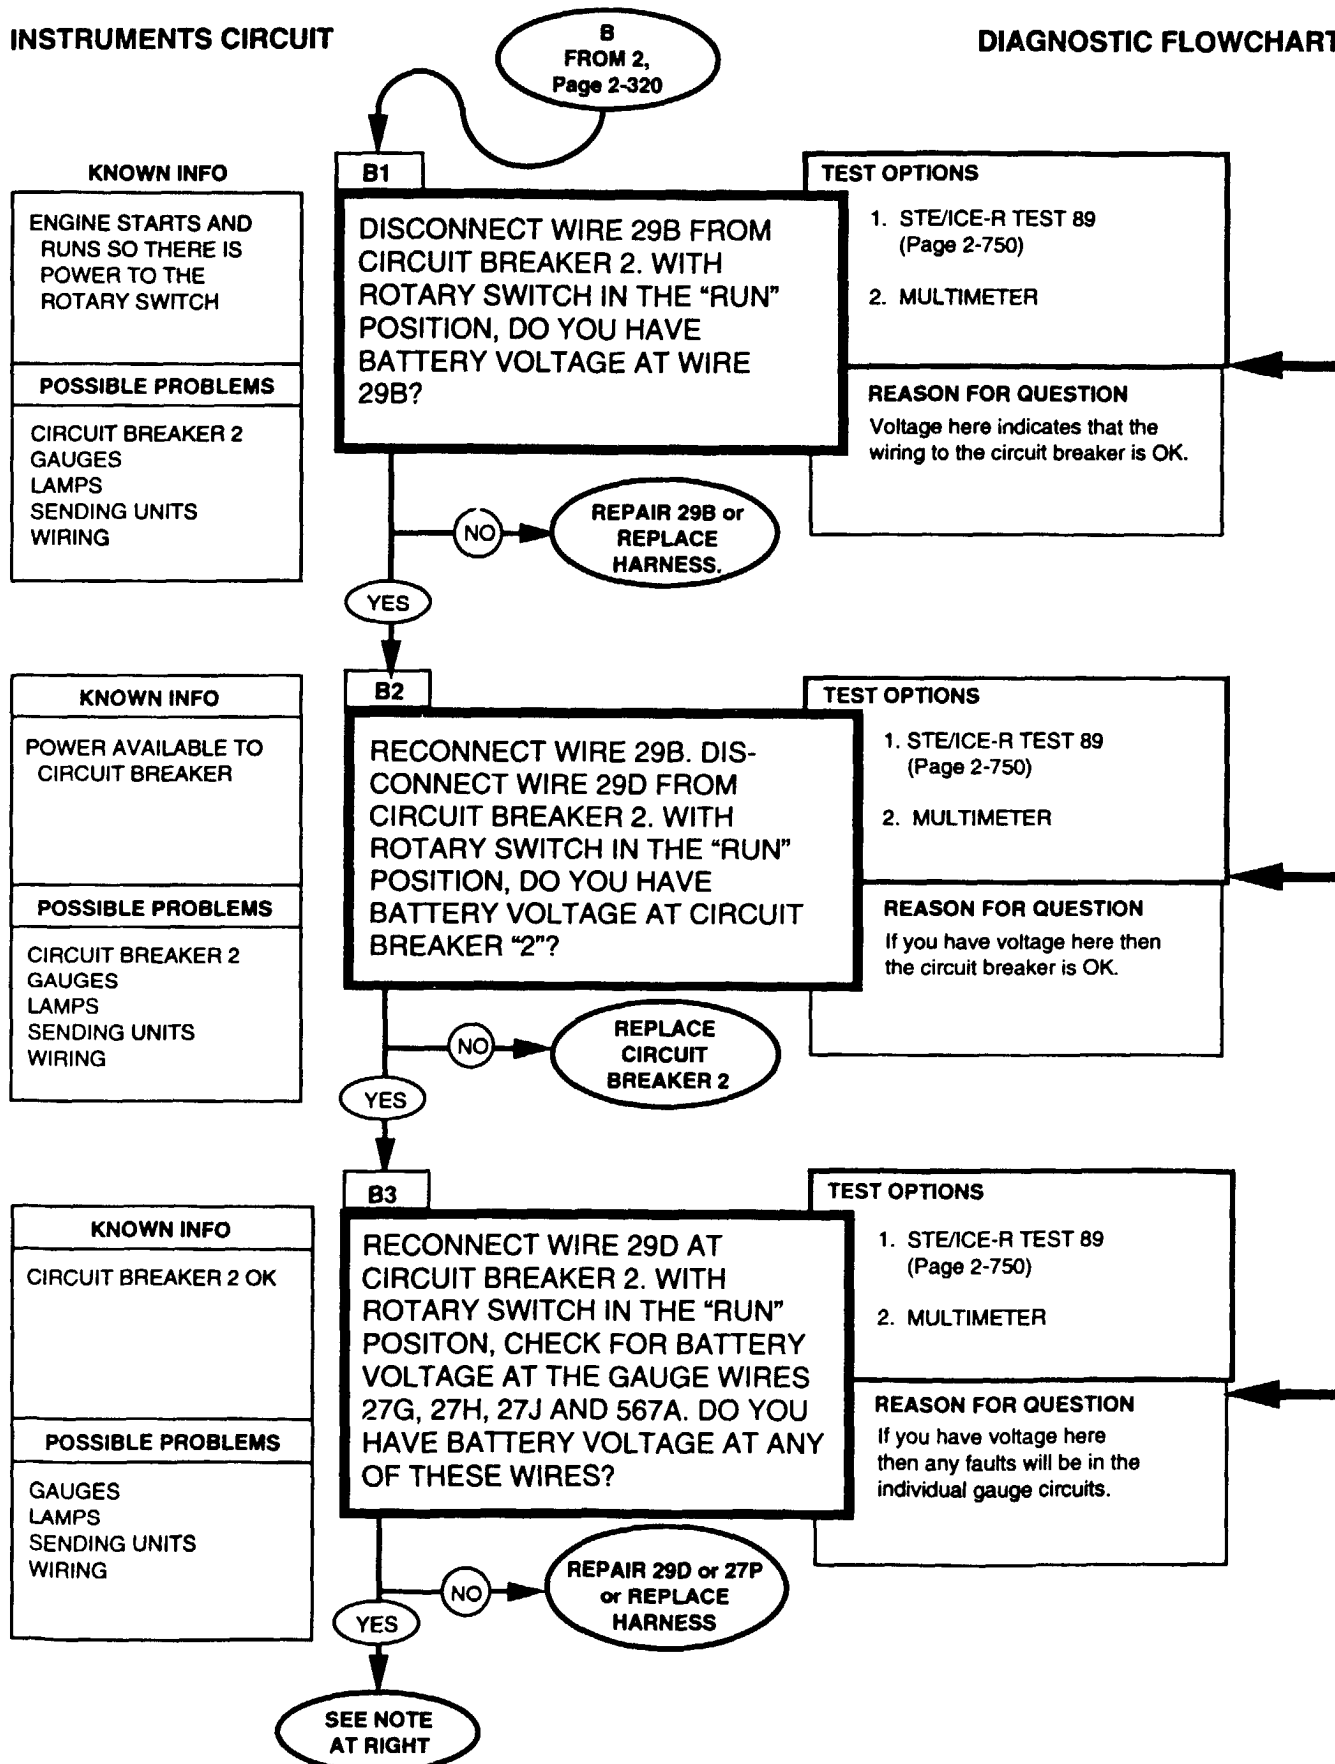 INSTRUMENTS CIRCUIT
B
FROM 2,
Page 2-320
DIAGNOSTIC FLOWCHART
KNOWN INFO
ENGINE STARTS AND
RUNS SO THERE IS
POWER TO THE
ROTARY SWITCH
POSSIBLE PROBLEMS
CIRCUIT BREAKER 2
GAUGES
LAMPS
SENDING UNITS
WIRING
B1
DISCONNECT WIRE 29B FROM
CIRCUIT BREAKER 2. WITH
ROTARY SWITCH IN THE “RUN”
POSITION, DO YOU HAVE
BATTERY VOLTAGE AT WIRE
29B?
TEST OPTIONS
1. STE/ICE-R TEST 89
(Page 2-750)
2. MULTIMETER
REASON FOR QUESTION
Voltage here indicates that the
wiring to the circuit breaker is OK.
NO
REPAIR 29B or
REPLACE
HARNESS.
YES
KNOWN INFO
POWER AVAILABLE TO
CIRCUIT BREAKER
POSSIBLE PROBLEMS
CIRCUIT BREAKER 2
GAUGES
LAMPS
SENDING UNITS
WIRING
B2
RECONNECT WIRE 29B. DIS-
CONNECT WIRE 29D FROM
CIRCUIT BREAKER 2. WITH
ROTARY SWITCH IN THE “RUN”
POSITION, DO YOU HAVE
BATTERY VOLTAGE AT CIRCUIT
BREAKER “2”?
TEST OPTIONS
1. STE/ICE-R TEST 89
(Page 2-750)
2. MULTIMETER
REASON FOR QUESTION
If you have voltage here then
the circuit breaker is OK.
NO
REPLACE
CIRCUIT
BREAKER 2
YES
KNOWN INFO
CIRCUIT BREAKER 2 OK
POSSIBLE PROBLEMS
GAUGES
LAMPS
SENDING UNITS
WIRING
B3
RECONNECT WIRE 29D AT
CIRCUIT BREAKER 2. WITH
ROTARY SWITCH IN THE “RUN”
POSITON, CHECK FOR BATTERY
VOLTAGE AT THE GAUGE WIRES
27G, 27H, 27J AND 567A. DO YOU
HAVE BATTERY VOLTAGE AT ANY
OF THESE WIRES?
TEST OPTIONS
1. STE/ICE-R TEST 89
(Page 2-750)
2. MULTIMETER
REASON FOR QUESTION
If you have voltage here
then any faults will be in the
individual gauge circuits.
NO
REPAIR 29D or 27P
or REPLACE
HARNESS
YES
SEE NOTE
AT RIGHT